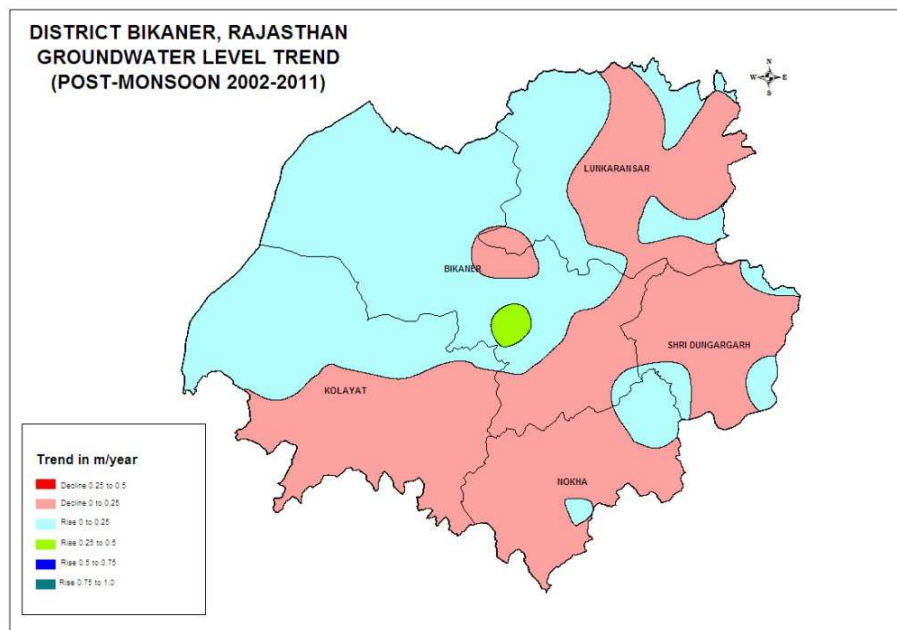 DISTRICT BIKANER, RAJASTHAN
GROUNDWATER LEVEL TREND
(POST-MONSOON 2002-2011)
N
W E
S
LUNKARANSAR
BIKANER
SHRI DUNGARGARH
KOLAYAT
NOKHA
Trend in m/year
Decline 0.25 to 0.5
Decline 0 to 0.25
Rise 0 to 0.25
Rise 0.25 to 0.5
Rise 0.5 to 0.75
Rise 0.75 to 1.0